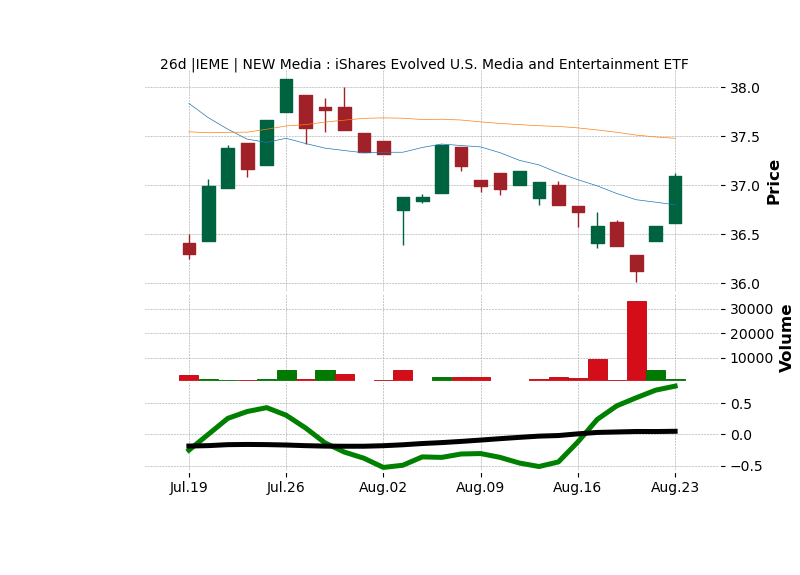 26d |IEME | NEW Media : iShares Evolved U.S. Media and Entertainment ETF
38.0
37.5
37.0
36.5
36.0
Price
30000
20000
10000
Volume
0.5
0.0
−0.5
Jul.19 Jul.26 Aug.02 Aug.09 Aug.16 Aug.23